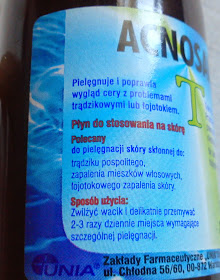 ACNOSA
T
Pielęgnuje i poprawia
wygląd cery z problemami
trądzikowymi lub łojotokiem.
Płyn do stosowania na skórę
Polecany
do pielęgnacji skóry skłonnej do:
trądziku pospolitego,
zapalenia mieszków włosowych,
łojotokowego zapalenia skóry.
Sposób użycia:
Zwilżyć wacik i delikatnie przemywać
2-3 razy dziennie miejsca wymagające
szczególnej pielęgnacji.
UNIA
Zakłady Farmaceutyczne
ul. Chłodna 56/60, 00-872